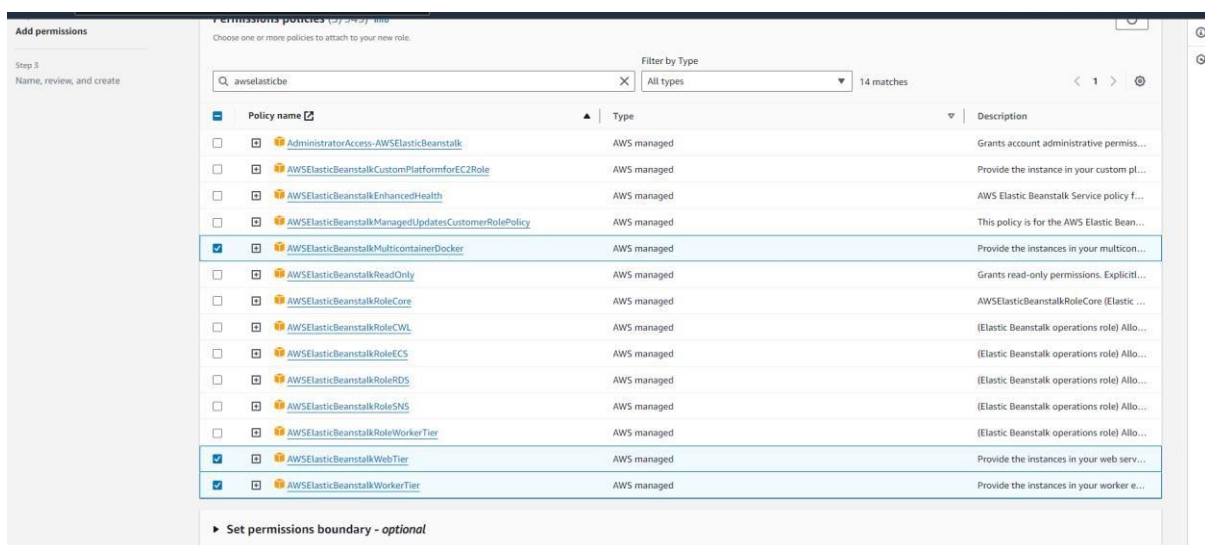 Add permissions
Step 3
Name, review, and create
Permissions policies (3/945) Info
Choose one or more policies to attach to your new role.
Filter by Type
awselasticbe
All types
14 matches
1
Policy name Type Description
AdministratorAccess-AWSElasticBeanstalk AWS managed Grants account administrative permiss...
AWSElasticBeanstalkCustomPlatformforEC2Role AWS managed Provide the instance in your custom pl...
AWSElasticBeanstalkEnhancedHealth AWS managed AWS Elastic Beanstalk Service policy f...
AWSElasticBeanstalkManagedUpdatesCustomerRolePolicy AWS managed This policy is for the AWS Elastic Bean...
AWSElasticBeanstalkMulticontainerDocker AWS managed Provide the instances in your multicon...
AWSElasticBeanstalkReadOnly AWS managed Grants read-only permissions. Explicitl...
AWSElasticBeanstalkRoleCore AWS managed AWSElasticBeanstalkRoleCore (Elastic ...
AWSElasticBeanstalkRoleCWL AWS managed (Elastic Beanstalk operations role) Allo...
AWSElasticBeanstalkRoleECS AWS managed (Elastic Beanstalk operations role) Allo...
AWSElasticBeanstalkRoleRDS AWS managed (Elastic Beanstalk operations role) Allo...
AWSElasticBeanstalkRoleSNS AWS managed (Elastic Beanstalk operations role) Allo...
AWSElasticBeanstalkRoleWorkerTier AWS managed (Elastic Beanstalk operations role) Allo...
AWSElasticBeanstalkWebTier AWS managed Provide the instances in your web serv...
AWSElasticBeanstalkWorkerTier AWS managed Provide the instances in your worker e...
Set permissions boundary - optional